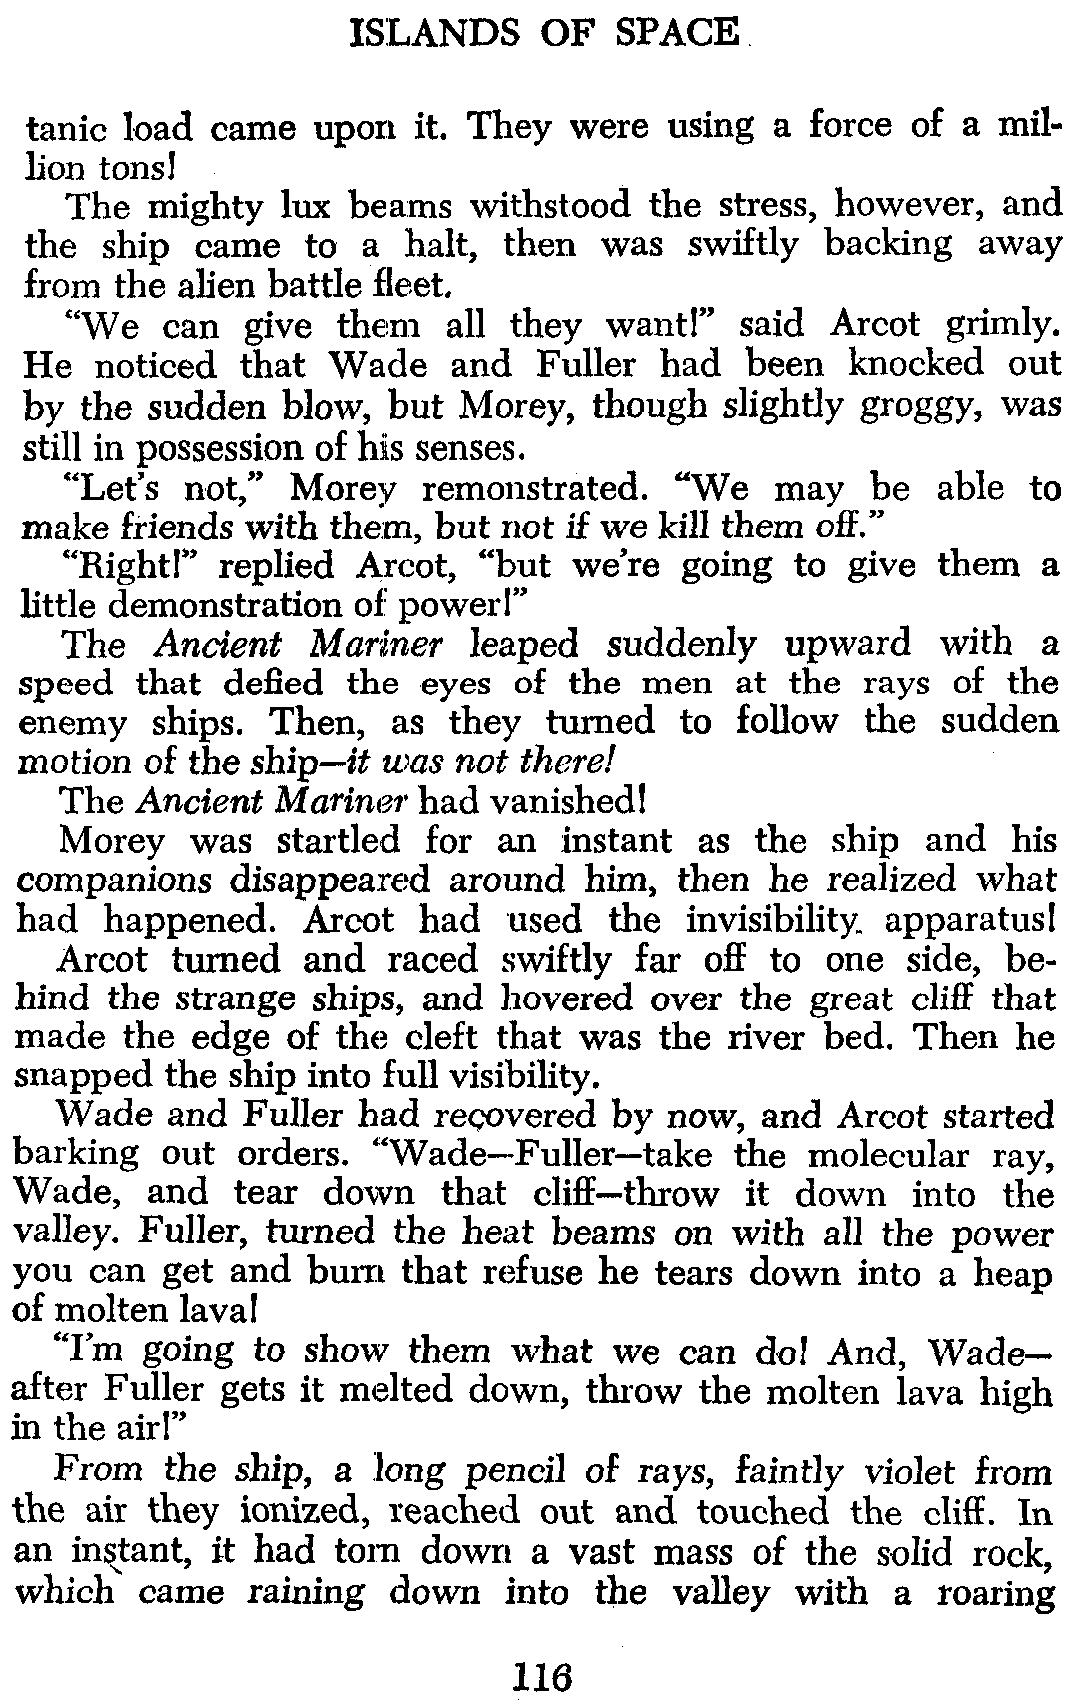 ISLANDS OF SPACE
tanic load came upon it. They were using a force of a mil-
lion tons!
The mighty lux beams withstood the stress, however, and
the ship came to a halt, then was swiftly backing away
from the alien battle fleet.
“We can give them all they want!” said Arcot grimly.
He noticed that Wade and Fuller had been knocked out
by the sudden blow, but Morey, though slightly groggy, was
still in possession of his senses.
“Let’s not,” Morey remonstrated. “We may be able to
make friends with them, but not if we kill them off.”
“Right!” replied Arcot, “but we’re going to give them a
little demonstration of power!”
The Ancient Mariner leaped suddenly upward with a
speed that defied the eyes of the men at the rays of the
enemy ships. Then, as they turned to follow the sudden
motion of the ship—it was not there!
The Ancient Mariner had vanished!
Morey was startled for an instant as the ship and his
companions disappeared around him, then he realized what
had happened. Arcot had used the invisibility apparatus!
Arcot turned and raced swiftly far off to one side, be-
hind the strange ships, and hovered over the great cliff that
made the edge of the cleft that was the river bed. Then he
snapped the ship into full visibility.
Wade and Fuller had recovered by now, and Arcot started
barking out orders. “Wade—Fuller—take the molecular ray,
Wade, and tear down that cliff—throw it down into the
valley. Fuller, turned the heat beams on with all the power
you can get and burn that refuse he tears down into a heap
of molten lava!
“I’m going to show them what we can do! And, Wade—
after Fuller gets it melted down, throw the molten lava high
in the air!”
From the ship, a long pencil of rays, faintly violet from
the air they ionized, reached out and touched the cliff. In
an instant, it had torn down a vast mass of the solid rock,
which came raining down into the valley with a roaring
116